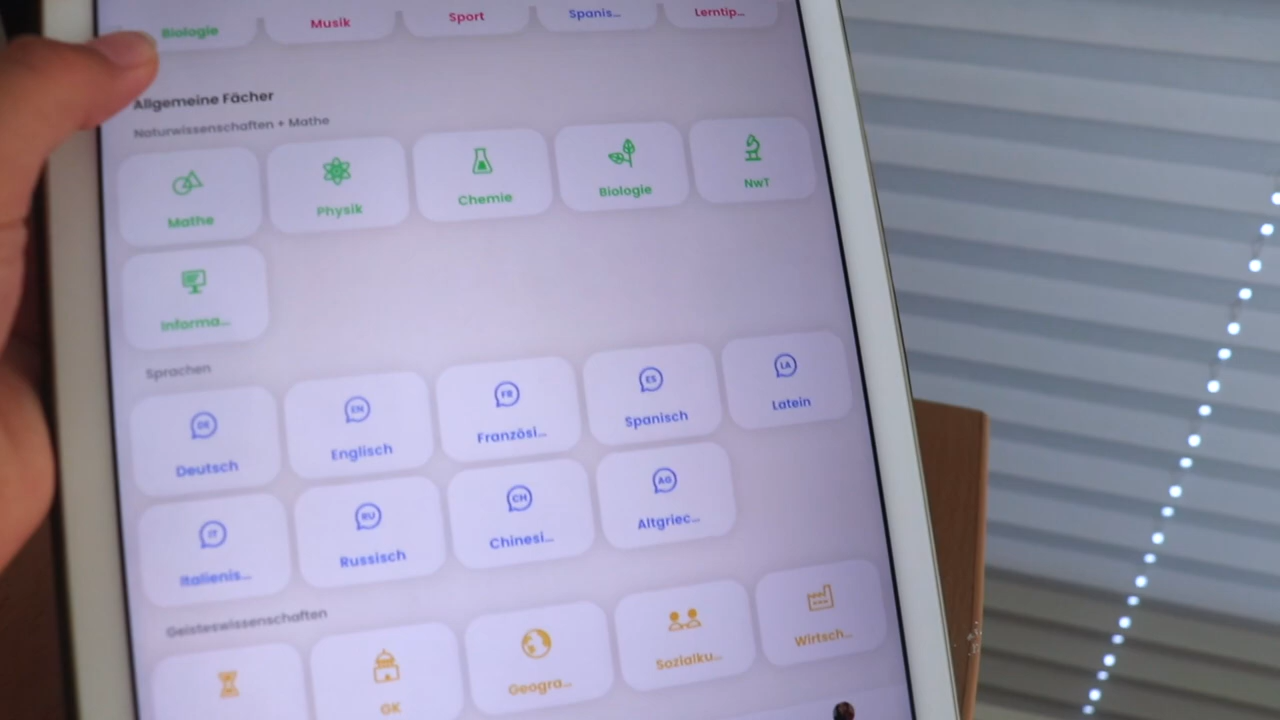 Biologie Musik Sport Spanis... Lerntip...
Allgemeine Fächer
Naturwissenschaften + Mathe
Mathe Physik Chemie Biologie NwT
Informa...
Sprachen
DE EN FR ES LA
Deutsch Englisch Französi... Spanisch Latein
IT RU CH AG
Italienis... Russisch Chinesi... Altgriec...
Geisteswissenschaften
GK Geogra... Sozialku... Wirtsch...